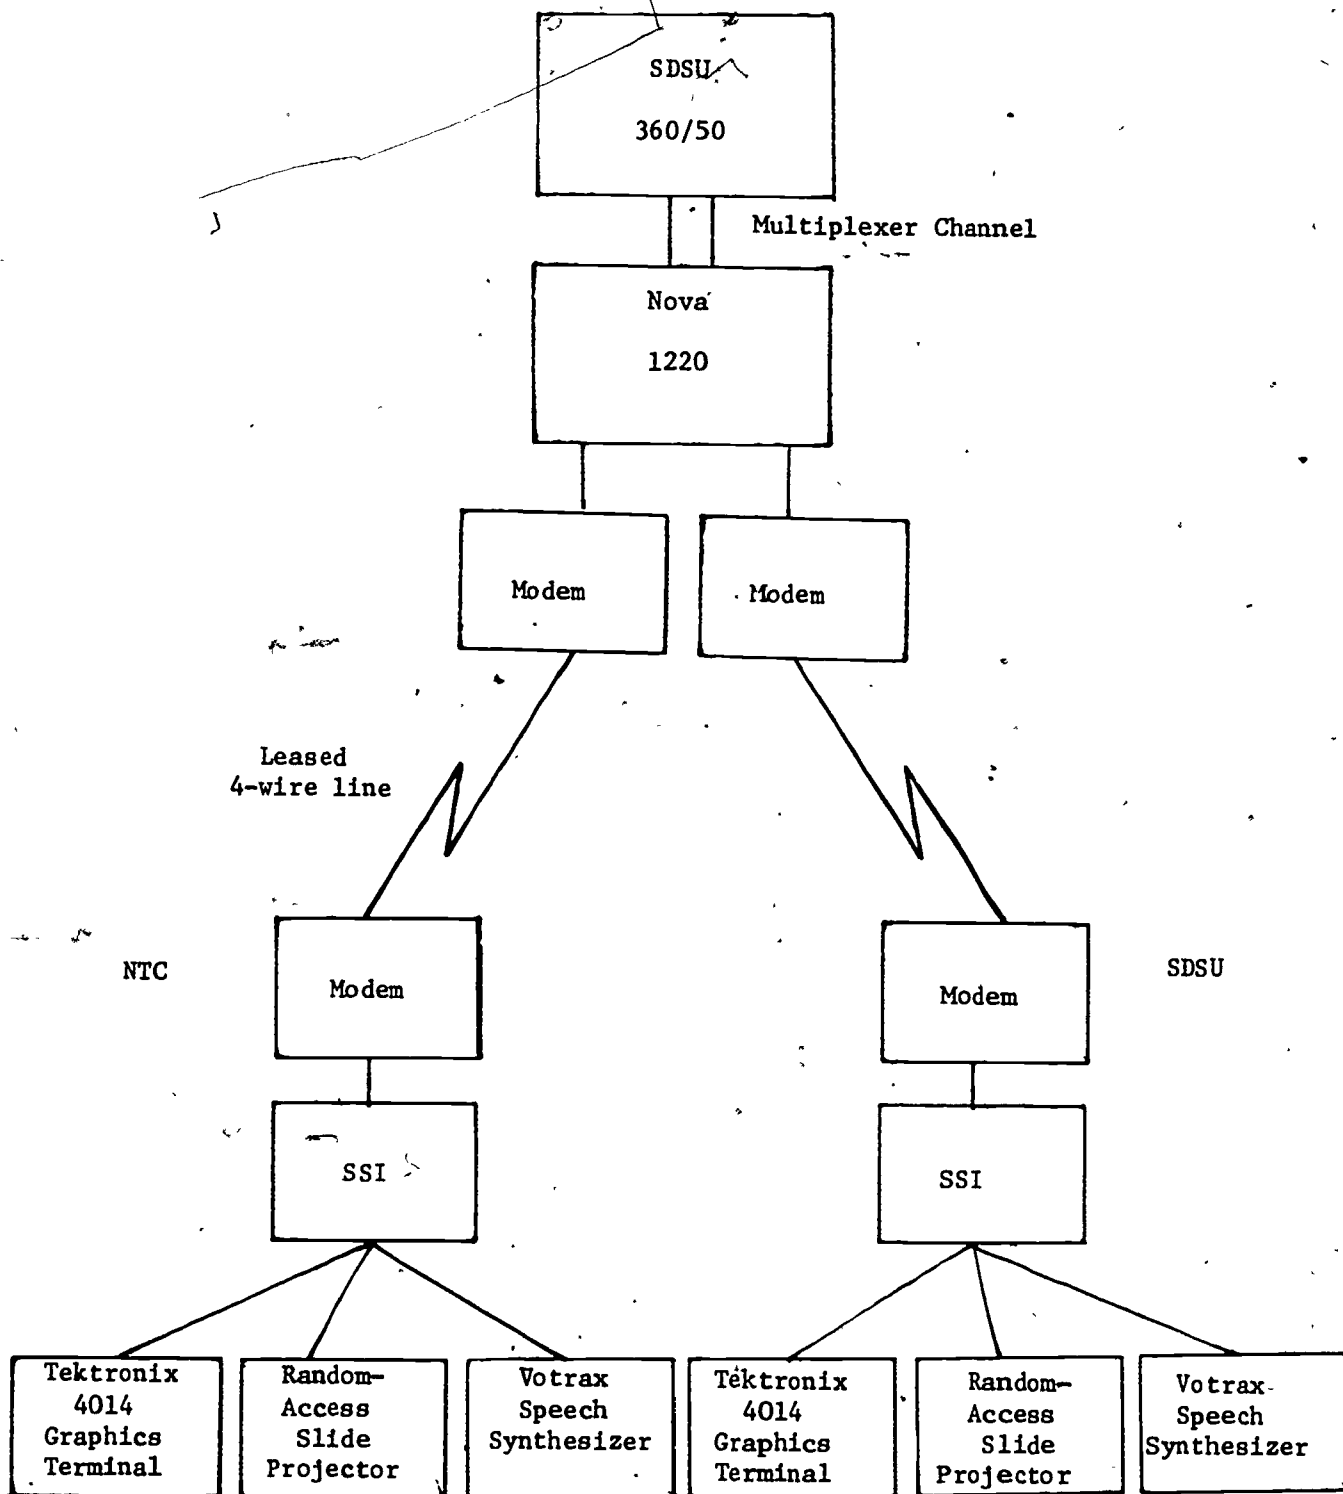 SDSU
360/50
Multiplexer Channel
Nova
1220
Modem
Modem
Leased
4-wire line
NTC
Modem
SDSU
Modem
SSI
SSI
Tektronix
4014
Graphics
Terminal
Random-
Access
Slide
Projector
Votrax
Speech
Synthesizer
Tektronix
4014
Graphics
Terminal
Random-
Access
Slide
Projector
Votrax
Speech
Synthesizer